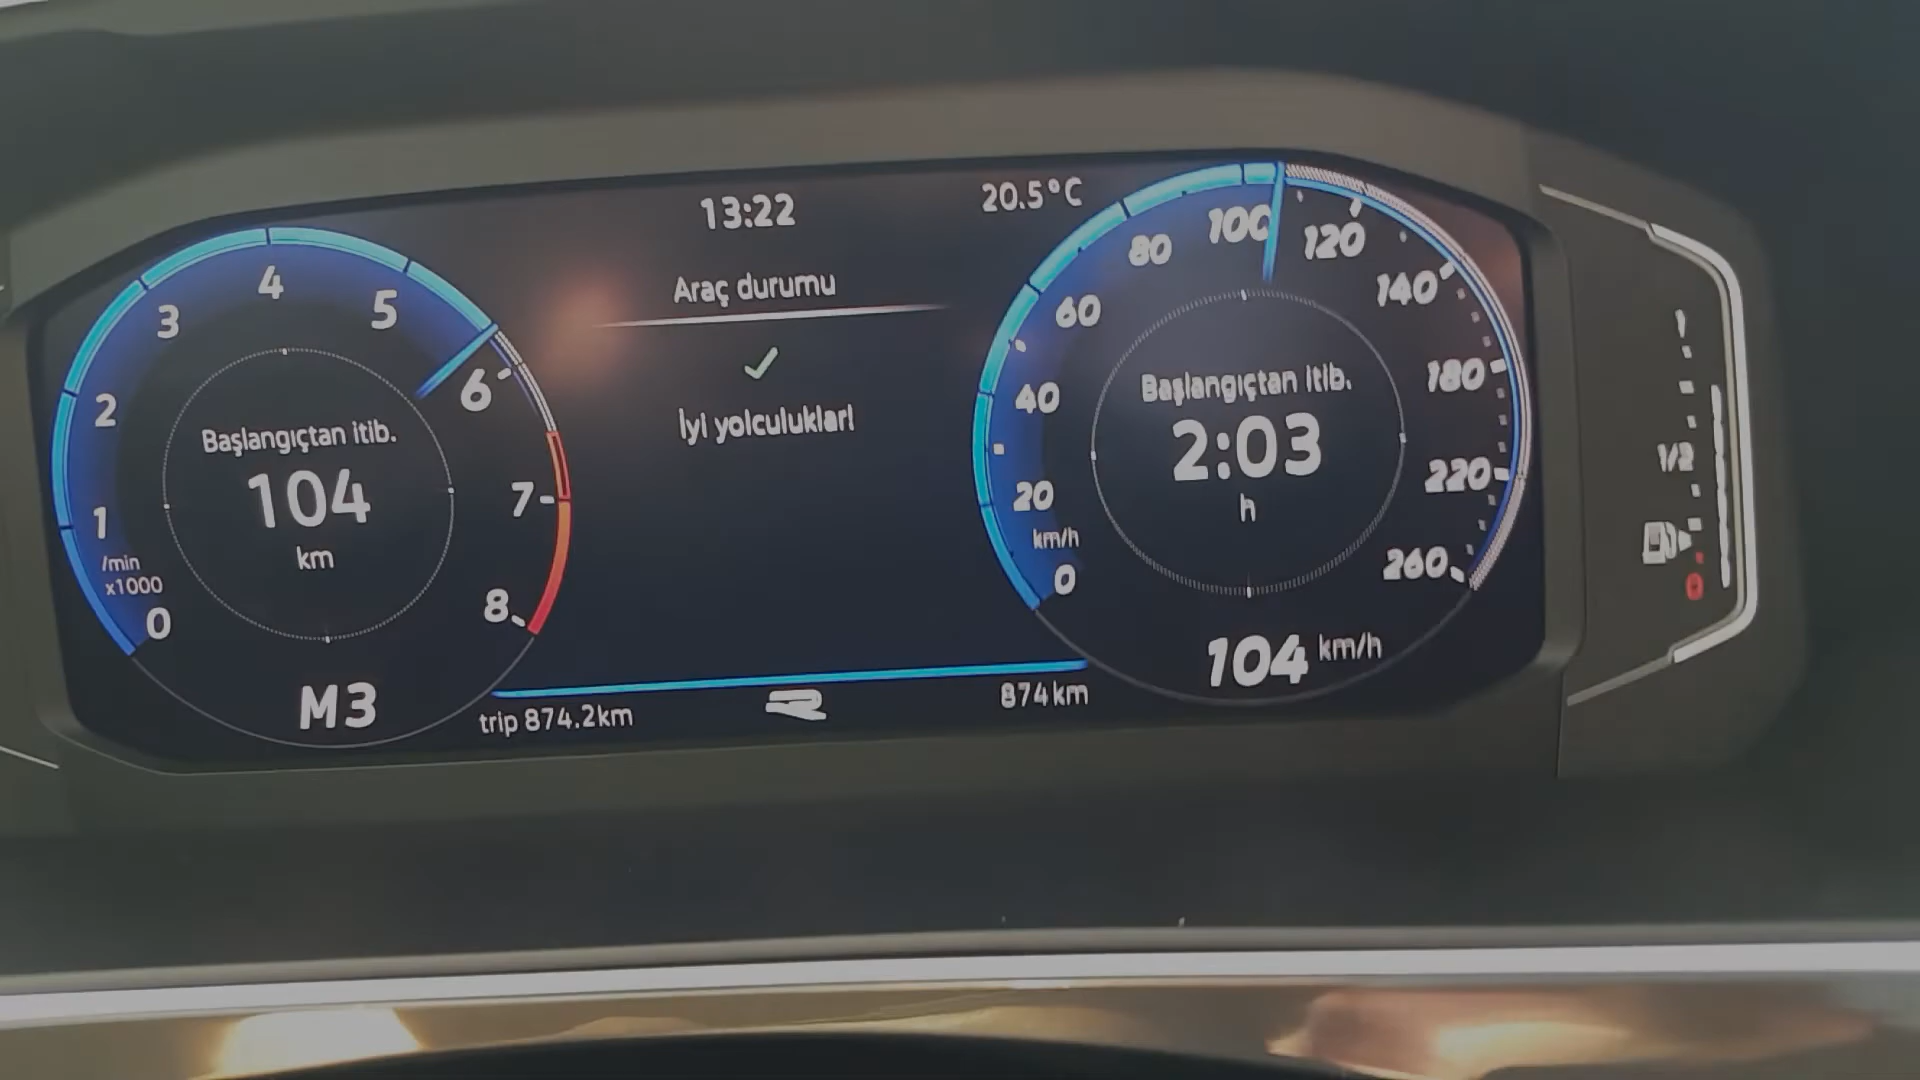 13:22
20.5°C
Araç durumu
İyi yolculuklar!
0
1
2
3
4
5
6
7
8
/min
x1000
Başlangıçtan itib.
104
km
M3
trip 874.2km
874km
0
20
40
60
80
100
120
140
180
220
260
km/h
Başlangıçtan itib.
2:03
h
104 km/h
1/2
0